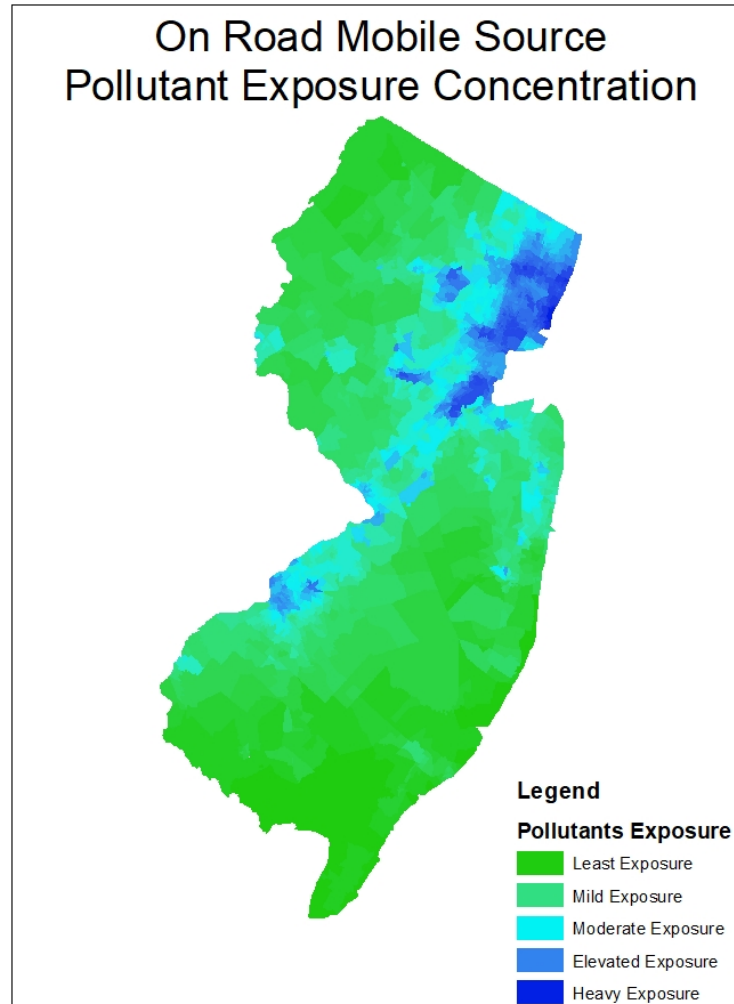 On Road Mobile Source
Pollutant Exposure Concentration
Legend
Pollutants Exposure
Least Exposure
Mild Exposure
Moderate Exposure
Elevated Exposure
Heavy Exposure